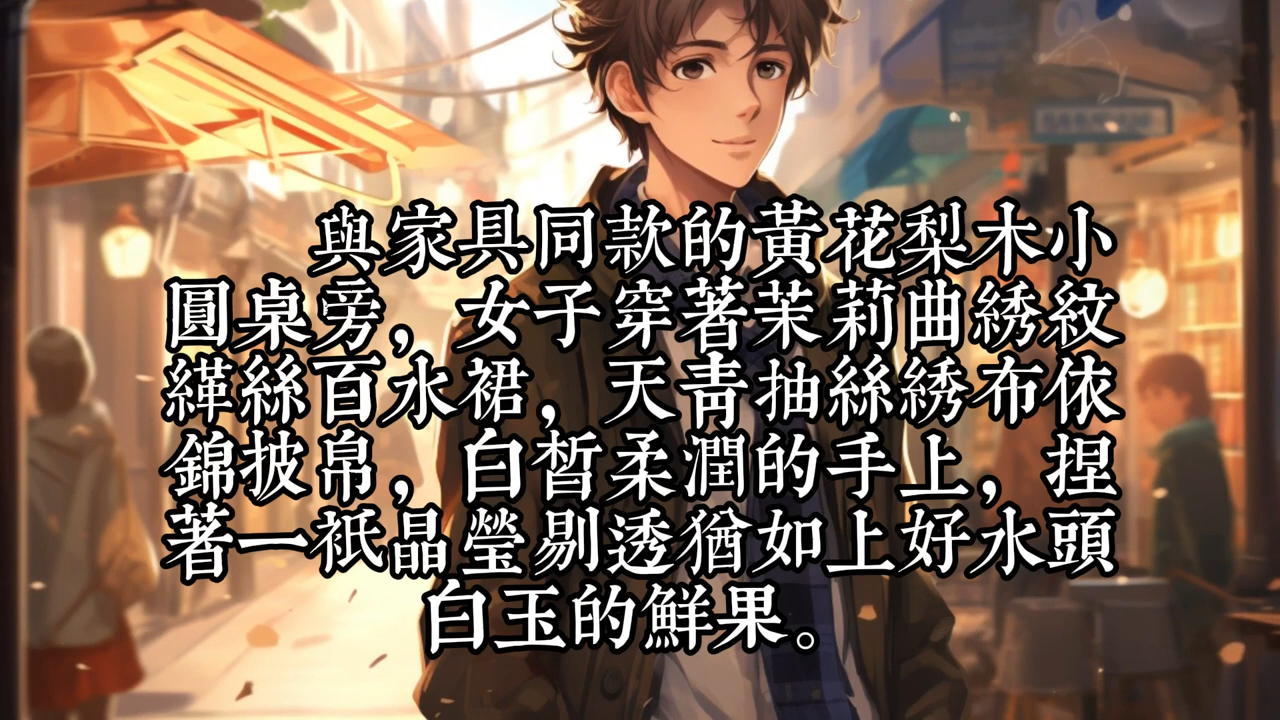 與家具同款的黃花梨木小
圓桌旁，女子穿著茉莉曲綉紋
緙絲百水裙，天青抽絲綉布依
錦披帛，白皙柔潤的手上，捏
著一衹晶瑩剔透猶如上好水頭
白玉的鮮果。